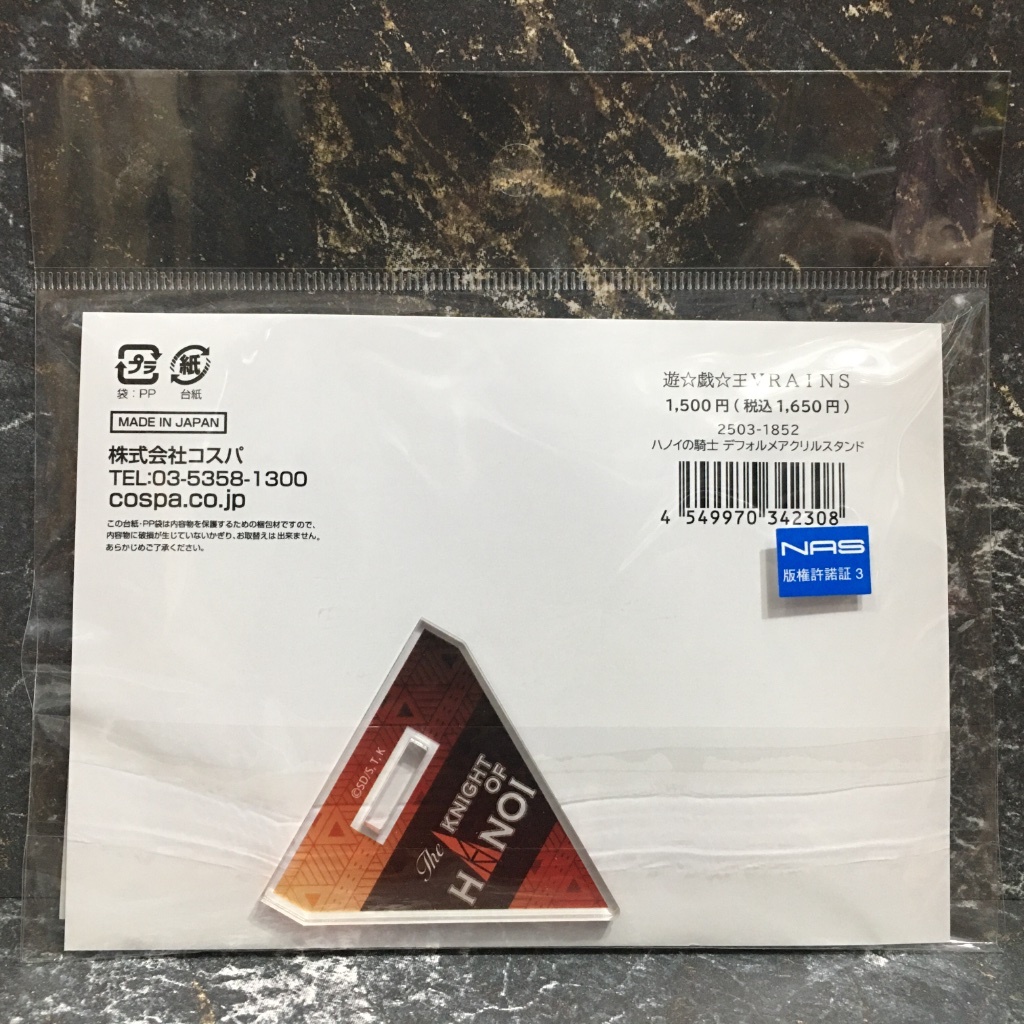 プラ
紙
袋：PP
台紙
MADE IN JAPAN
株式会社コスパ
TEL:03-5358-1300
cospa.co.jp
この台紙・PP袋は内容物を保護するための梱包材ですので、
内容物に破損が生じていないかぎり、お取替えは出来ません。
あらかじめご了承ください。
遊☆戯☆王VRAINS
1,500円(税込1,650円)
2503-1852
ハノイの騎士 デフォルメアクリルスタンド
4 549970 342308
NAS
版権許諾証 3
©SD/S, T, K
The KNIGHT
OF
HANOI